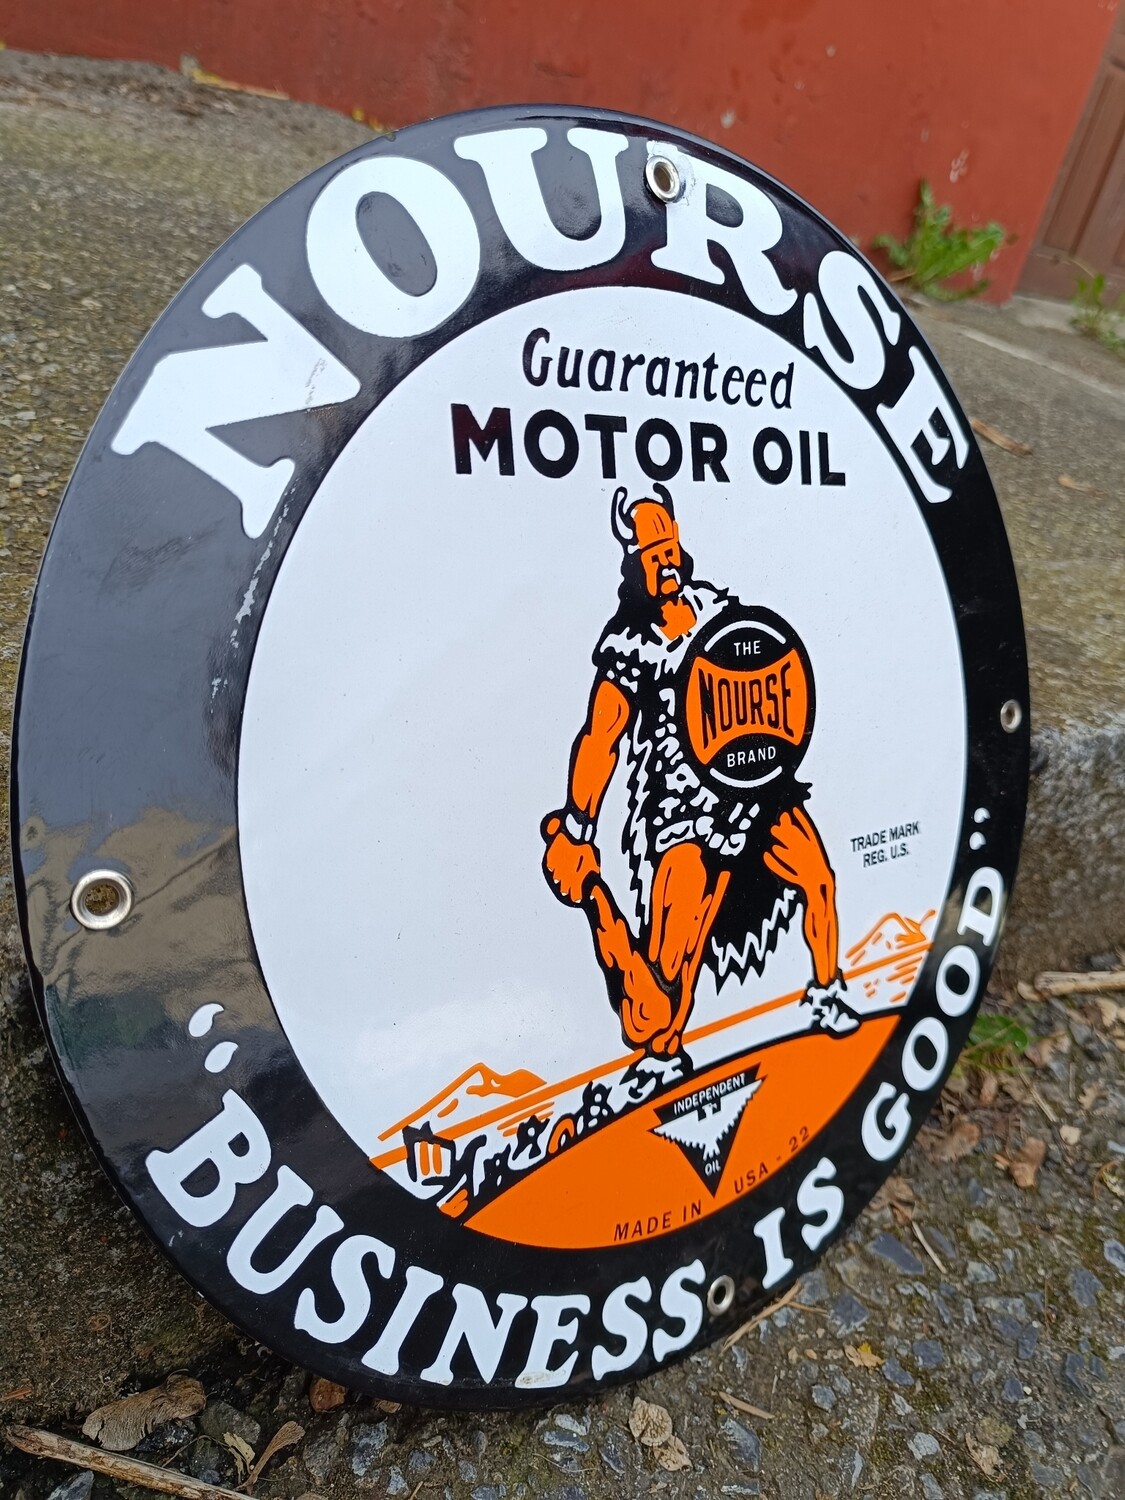 NOURSE
Guaranteed
MOTOR OIL
THE
NOURSE
BRAND
TRADE MARK
REG. U.S.
INDEPENDENT
OIL
MADE IN USA - 22
"BUSINESS IS GOOD"